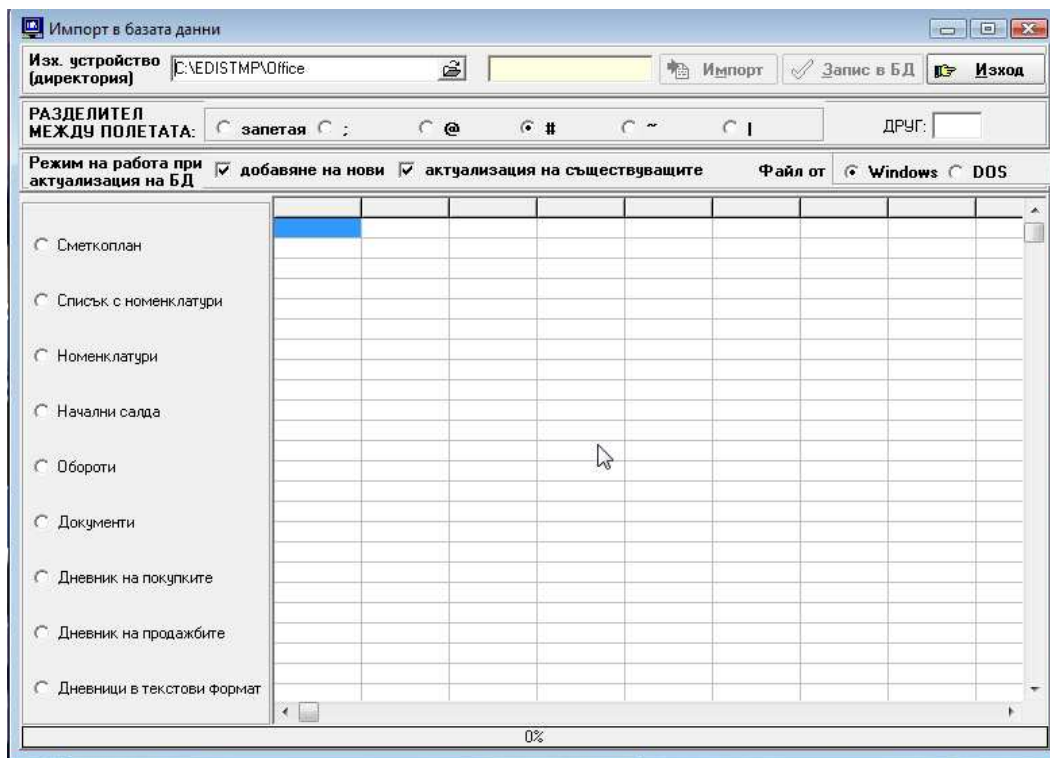 Импорт в базата данни
Изх. устройство
(директория)
C:\EDISTMP\Office
Импорт
Запис в БД
Изход
РАЗДЕЛИТЕЛ
МЕЖДУ ПОЛЕТАТА:
запетая
;
@
#
~
|
ДРУГ:
Режим на работа при
актуализация на БД
добавяне на нови
актуализация на съществуващите
Файл от
Windows
DOS
Сметкоплан
Списък с номенклатури
Номенклатури
Начални салда
Обороти
Документи
Дневник на покупките
Дневник на продажбите
Дневници в текстови формат
0%